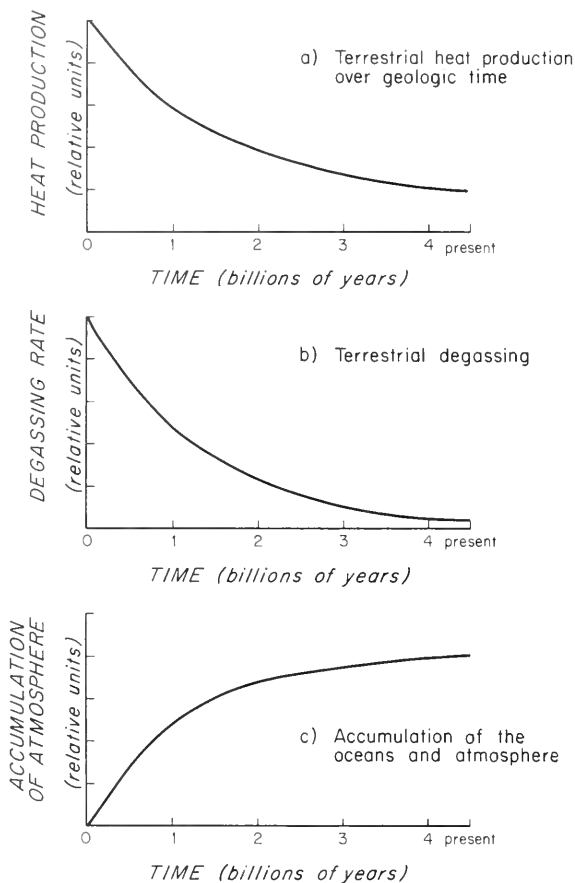 HEAT PRODUCTION
(relative units)
a) Terrestrial heat production
over geologic time
0 1 2 3 4 present
TIME (billions of years)
DEGASSING RATE
(relative units)
b) Terrestrial degassing
0 1 2 3 4 present
TIME (billions of years)
ACCUMULATION
OF ATMOSPHERE
(relative units)
c) Accumulation of the
oceans and atmosphere
0 1 2 3 4 present
TIME (billions of years)